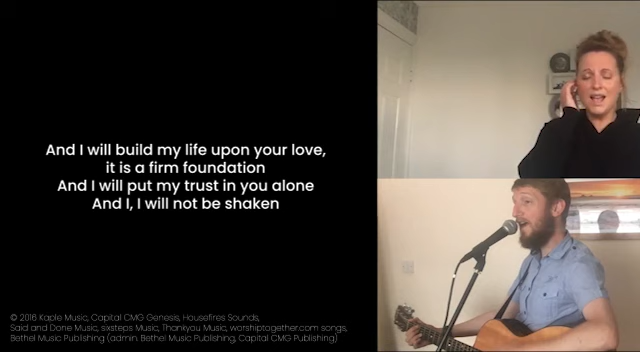 And I will build my life upon your love,
it is a firm foundation
And I will put my trust in you alone
And I, I will not be shaken
© 2016 Kaple Music, Capital CMG Genesis, Housefires Sounds,
Said and Done Music, sixsteps Music, Thankyou Music, worshiptogether.com songs,
Bethel Music Publishing (admin. Bethel Music Publishing, Capital CMG Publishing)